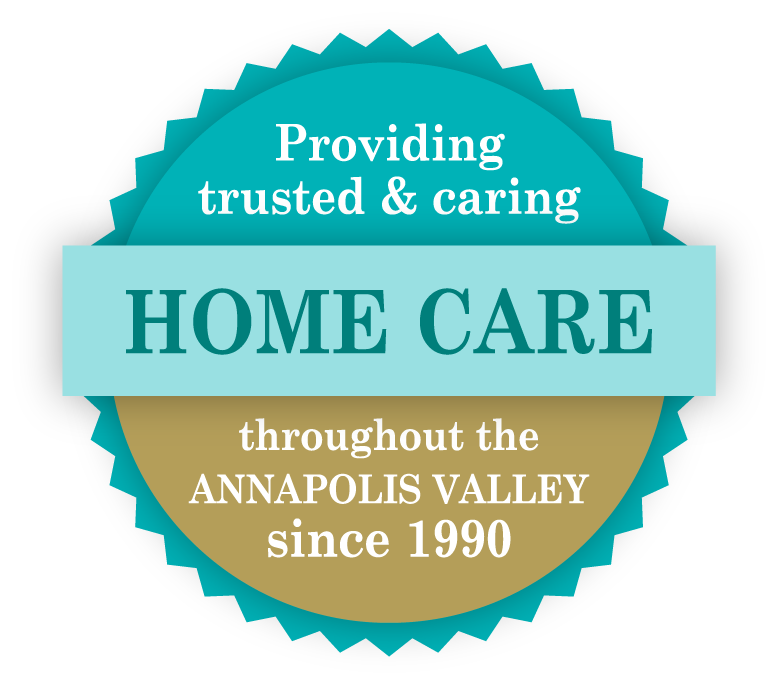 Providing
trusted & caring
HOME CARE
throughout the
ANNAPOLIS VALLEY
since 1990